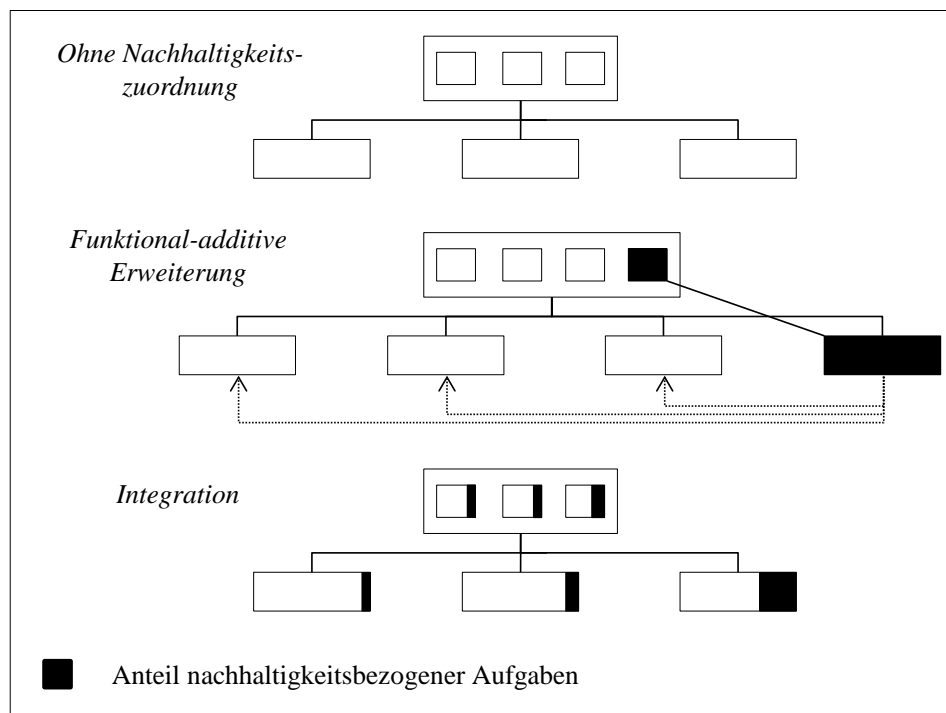 Ohne Nachhaltigkeits-
zuordnung
Funktional-additive
Erweiterung
Integration
Anteil nachhaltigkeitsbezogener Aufgaben